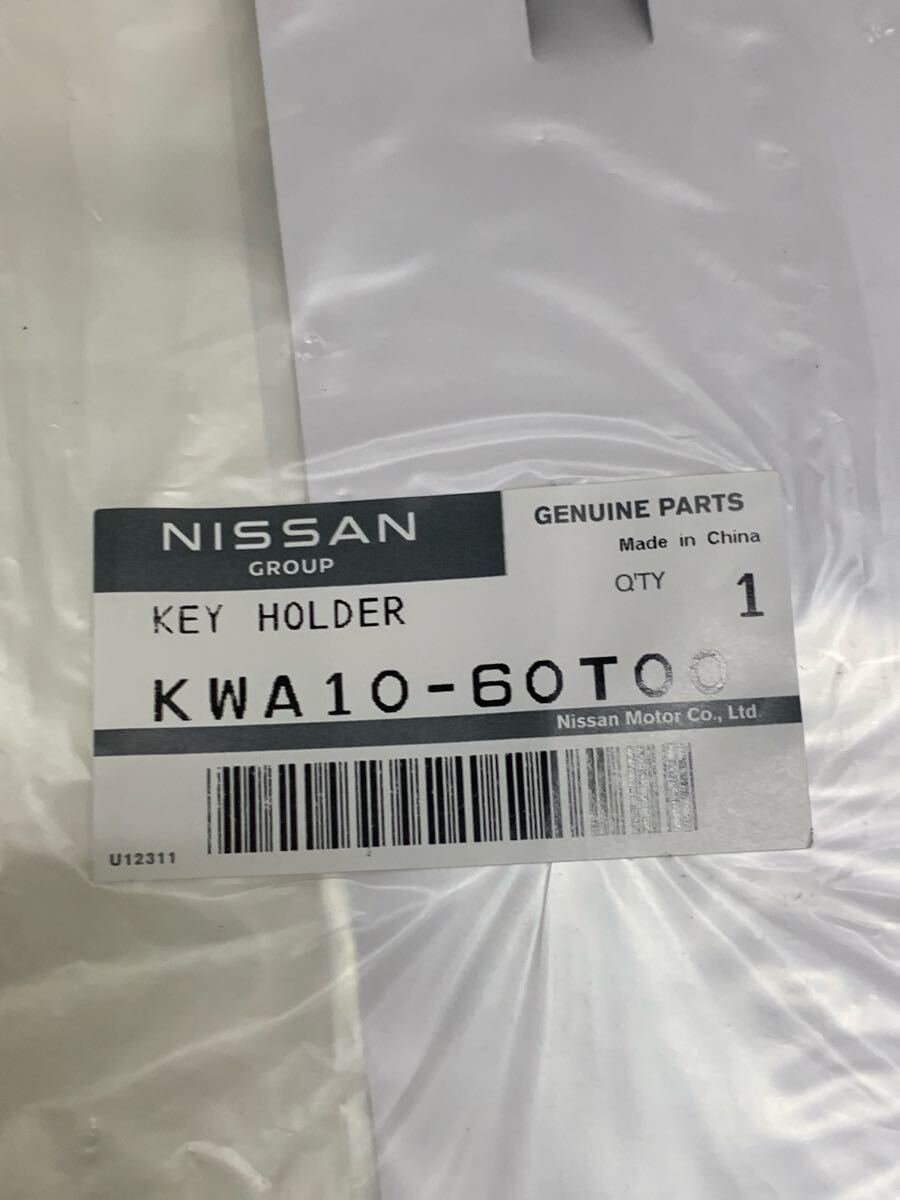 NISSAN
GROUP
GENUINE PARTS
Made in China
Q'TY 1
KEY HOLDER
KWA10-60T00
Nissan Motor Co., Ltd.
U12311